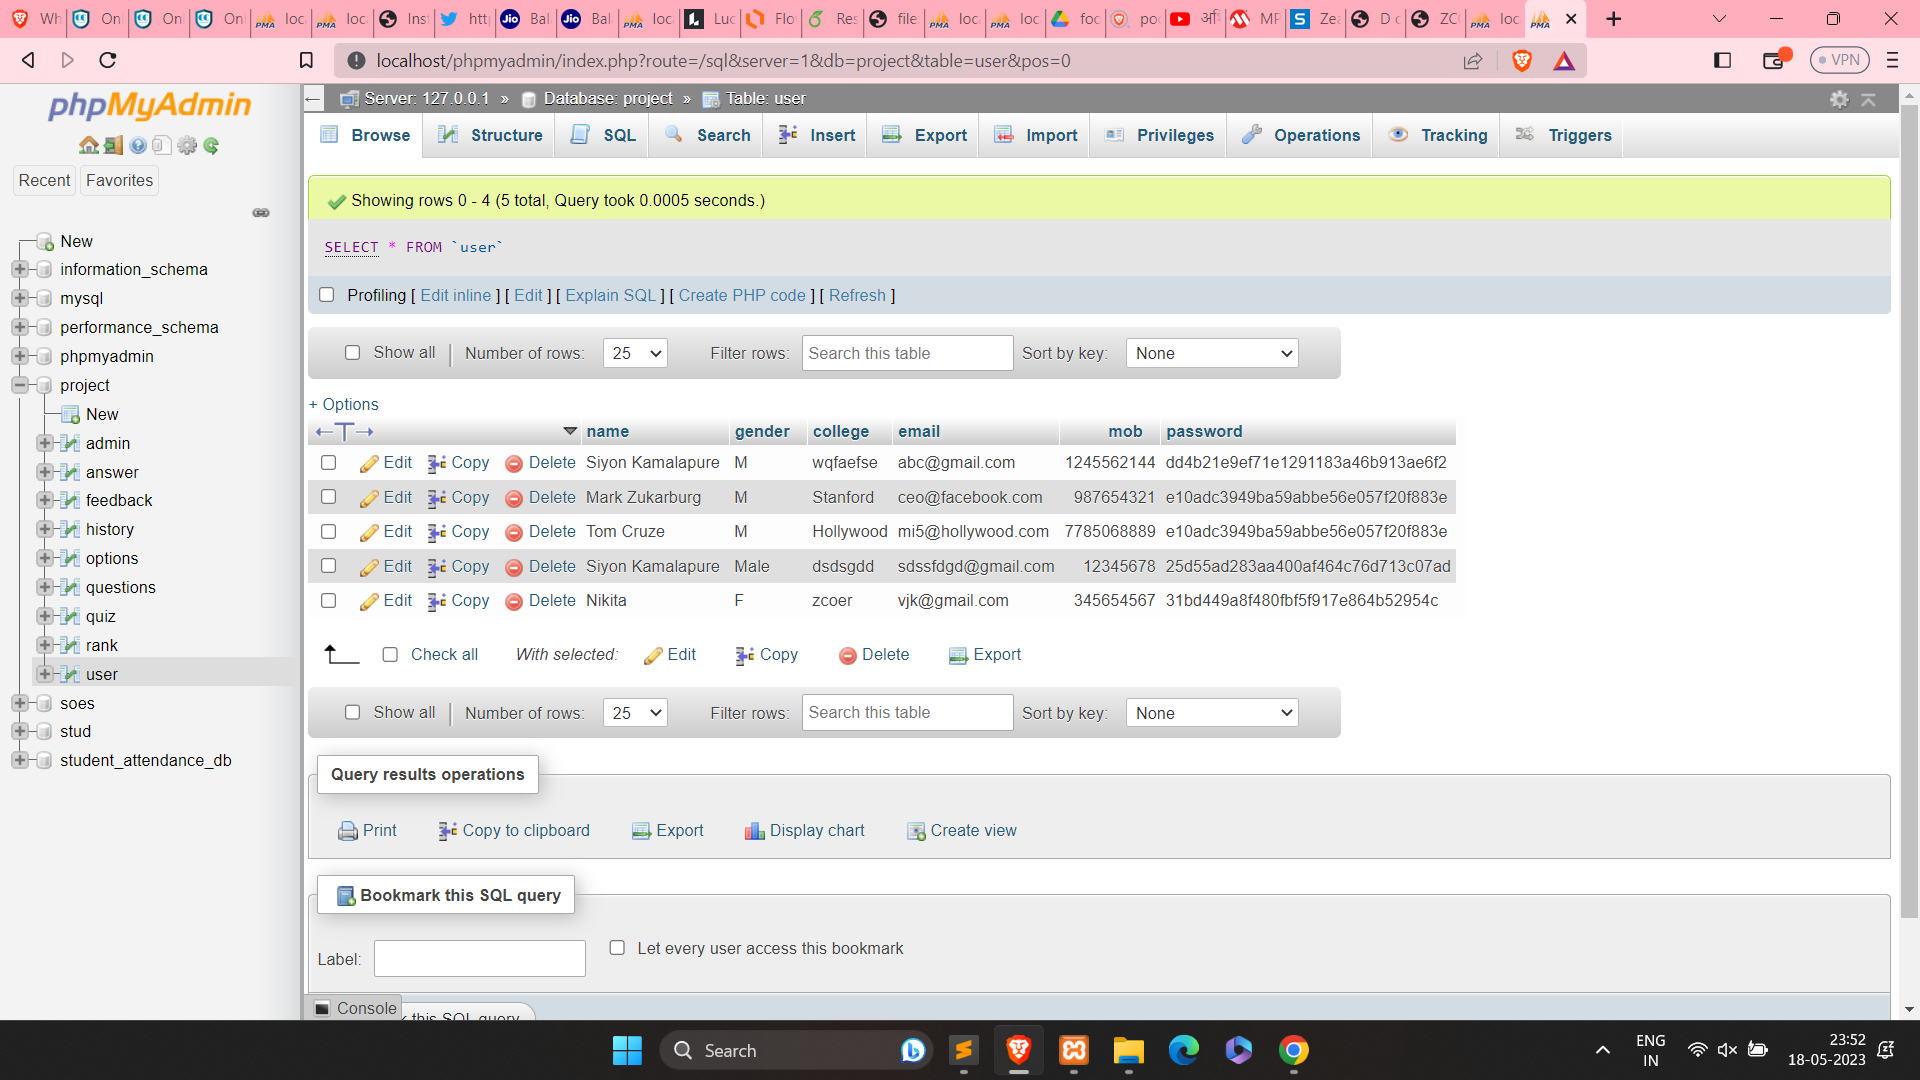 Wh On On On loc loc Ins http Bal Bal loc Luc Flo Res file loc loc foc poc MP Zea D c ZC loc
localhost/phpmyadmin/index.php?route=/sql&server=1&db=project&table=user&pos=0
VPN
phpMyAdmin
Recent Favorites
New
information_schema
mysql
performance_schema
phpmyadmin
project
New
admin
answer
feedback
history
options
questions
quiz
rank
user
soes
stud
student_attendance_db
Server: 127.0.0.1 » Database: project » Table: user
Browse Structure SQL Search Insert Export Import Privileges Operations Tracking Triggers
Showing rows 0 - 4 (5 total, Query took 0.0005 seconds.)
SELECT * FROM `user`
Profiling [ Edit inline ] [ Edit ] [ Explain SQL ] [ Create PHP code ] [ Refresh ]
Show all Number of rows: 25 Filter rows: Search this table Sort by key: None
+ Options
←T→ name gender college email mob password
Edit Copy Delete Siyon Kamalapure M wqfaefse abc@gmail.com 1245562144 dd4b21e9ef71e1291183a46b913ae6f2
Edit Copy Delete Mark Zukarburg M Stanford ceo@facebook.com 987654321 e10adc3949ba59abbe56e057f20f883e
Edit Copy Delete Tom Cruze M Hollywood mi5@hollywood.com 7785068889 e10adc3949ba59abbe56e057f20f883e
Edit Copy Delete Siyon Kamalapure Male dsdsgdd sdssfdgd@gmail.com 12345678 25d55ad283aa400af464c76d713c07ad
Edit Copy Delete Nikita F zcoer vjk@gmail.com 345654567 31bd449a8f480fbf5f917e864b52954c
Check all With selected: Edit Copy Delete Export
Show all Number of rows: 25 Filter rows: Search this table Sort by key: None
Query results operations
Print Copy to clipboard Export Display chart Create view
Bookmark this SQL query
Label: Let every user access this bookmark
Console
this SQL query
Search
ENG
IN
23:52
18-05-2023